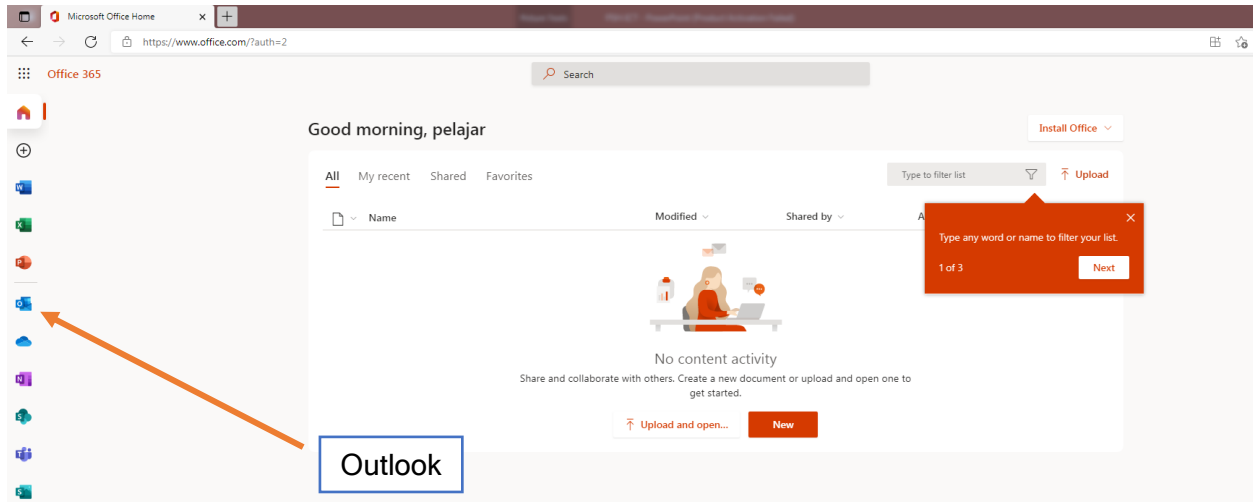 Microsoft Office Home
https://www.office.com/?auth=2
Office 365
Search
Good morning, pelajar
Install Office
All My recent Shared Favorites
Type to filter list
Upload
Name Modified Shared by A
Type any word or name to filter your list.
1 of 3 Next
No content activity
Share and collaborate with others. Create a new document or upload and open one to
get started.
Upload and open... New
Outlook